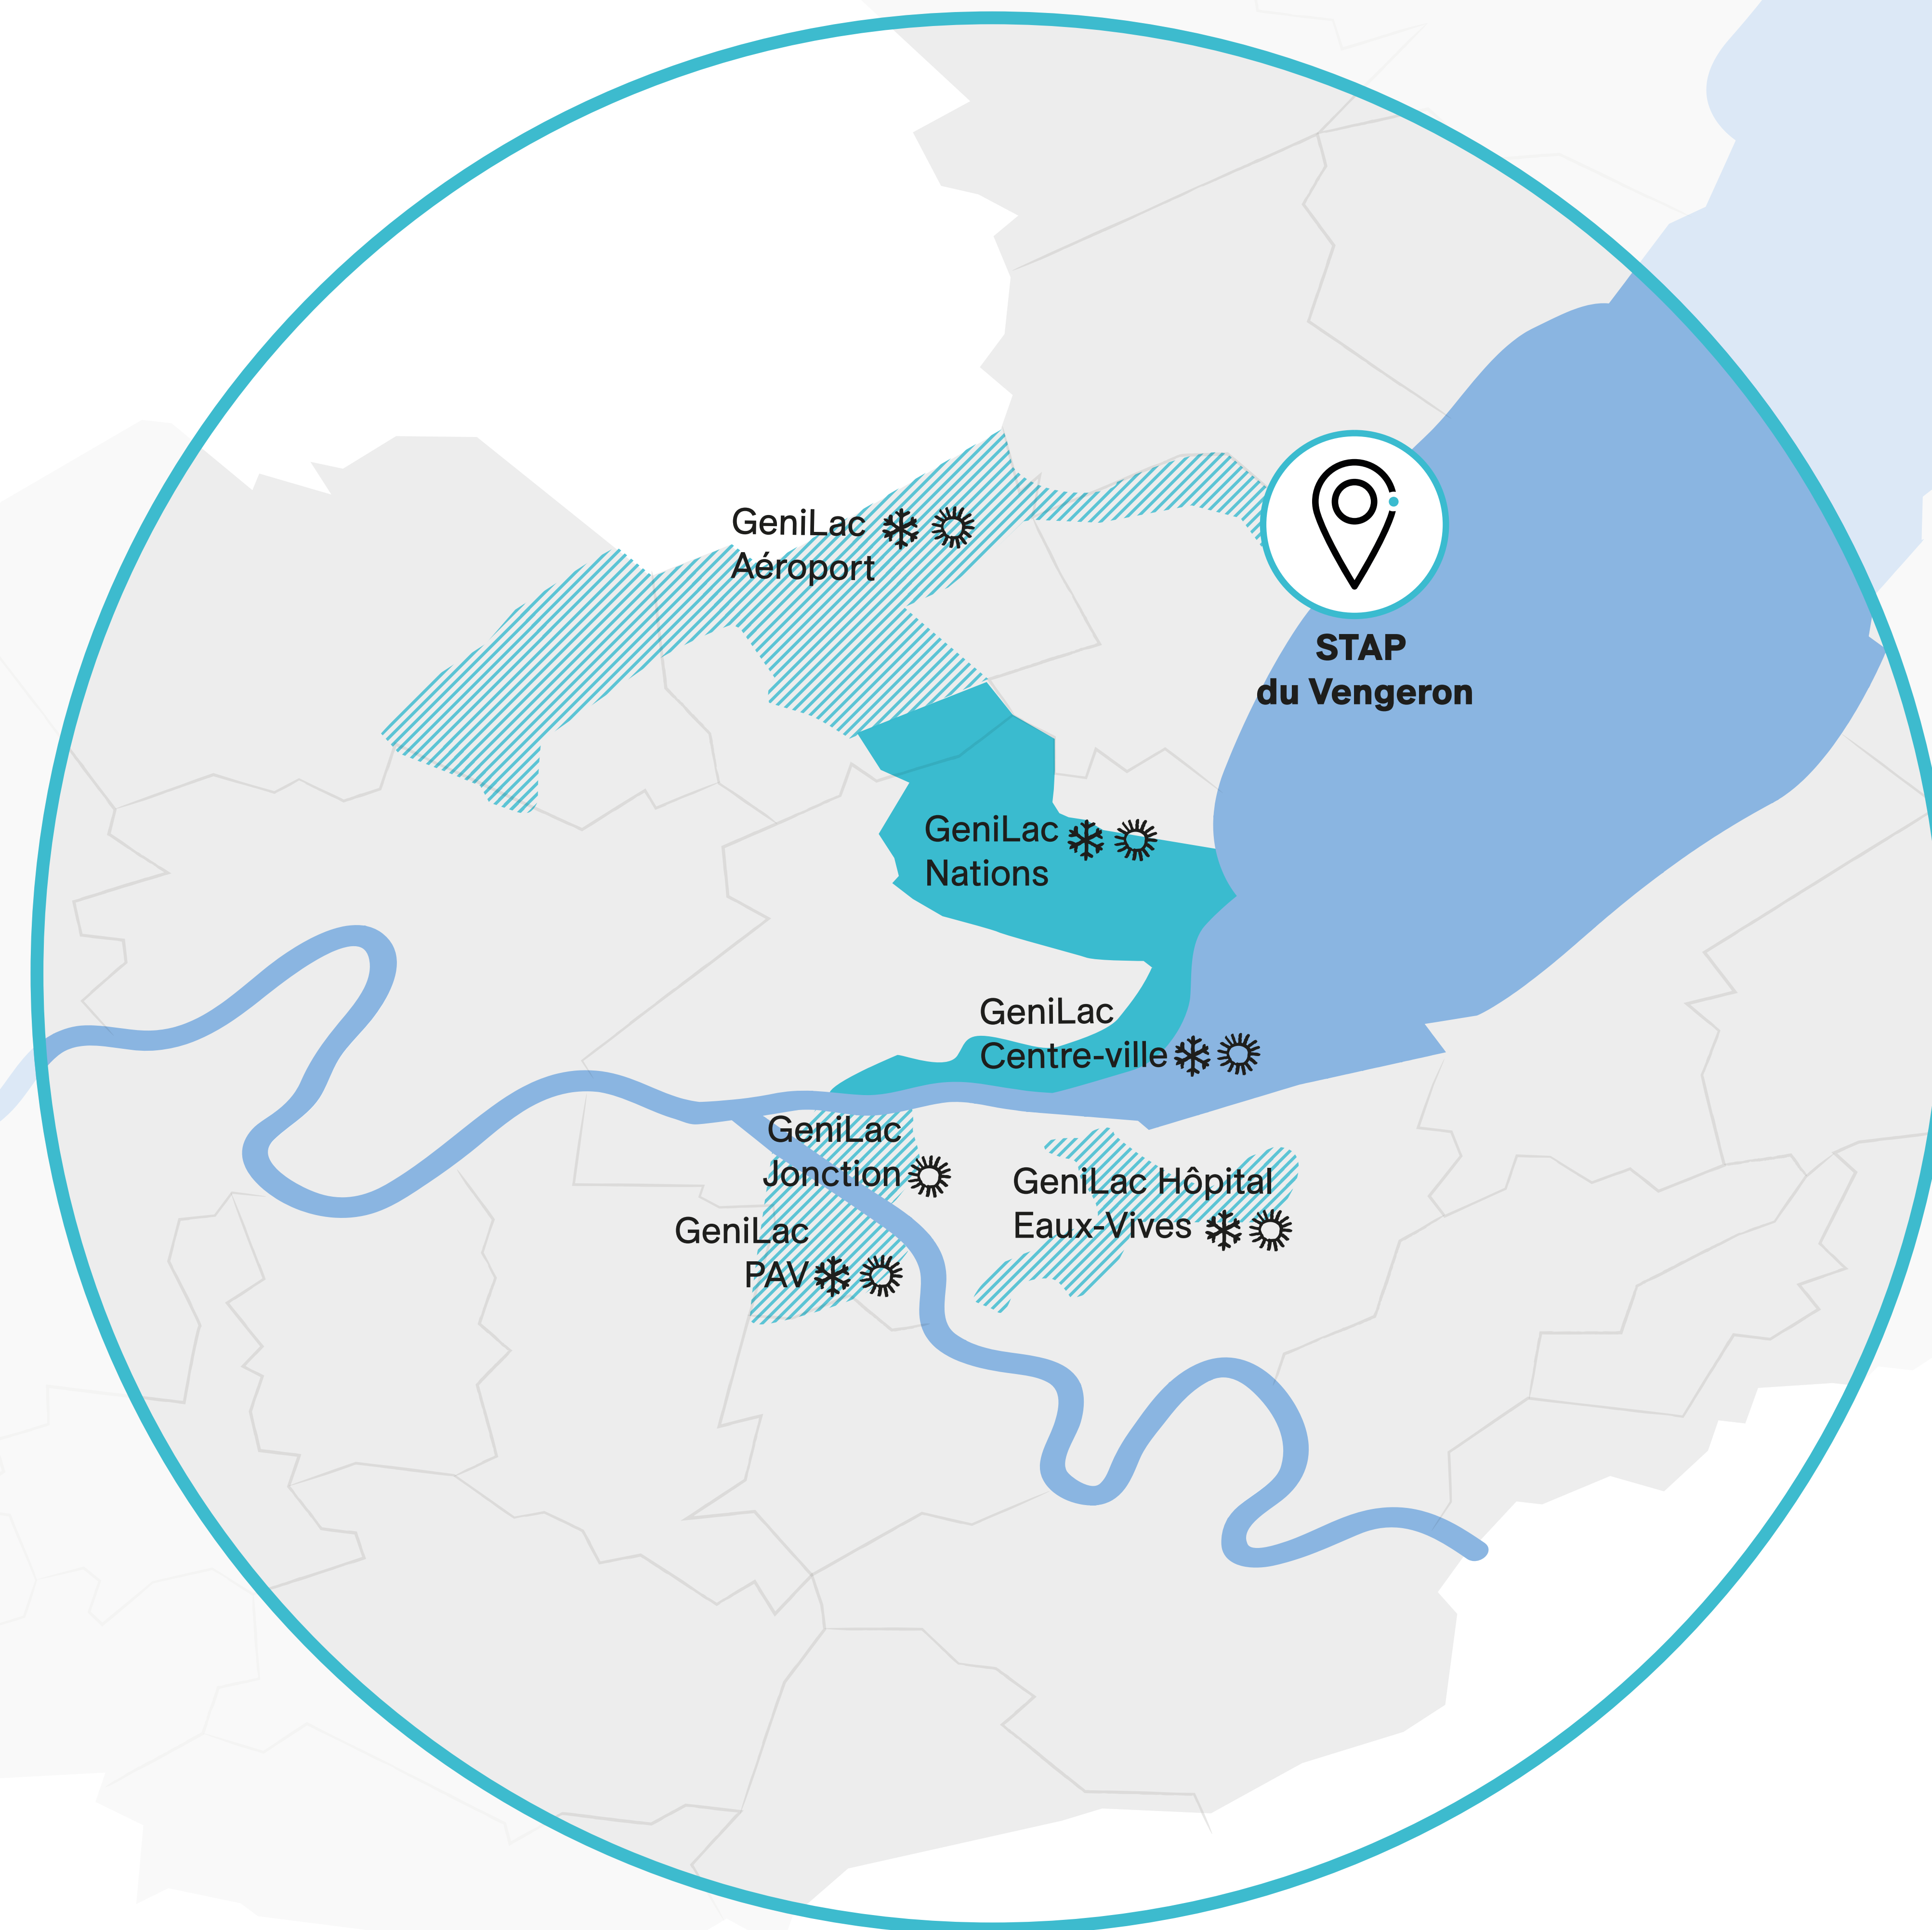 GeniLac
Aéroport
STAP
du Vengeron
GeniLac
Nations
GeniLac
Centre-ville
GeniLac
Jonction
GeniLac Hôpital
Eaux-Vives
GeniLac
PAV